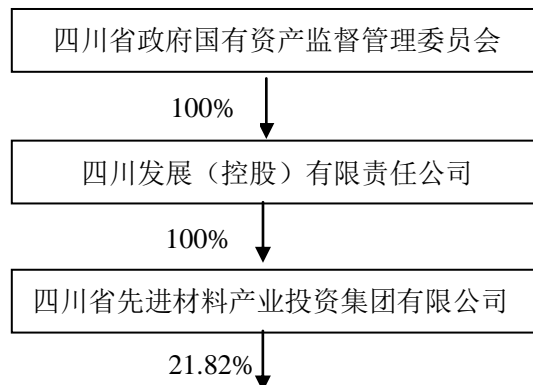 四川省政府国有资产监督管理委员会
100%
四川发展（控股）有限责任公司
100%
四川省先进材料产业投资集团有限公司
21.82%